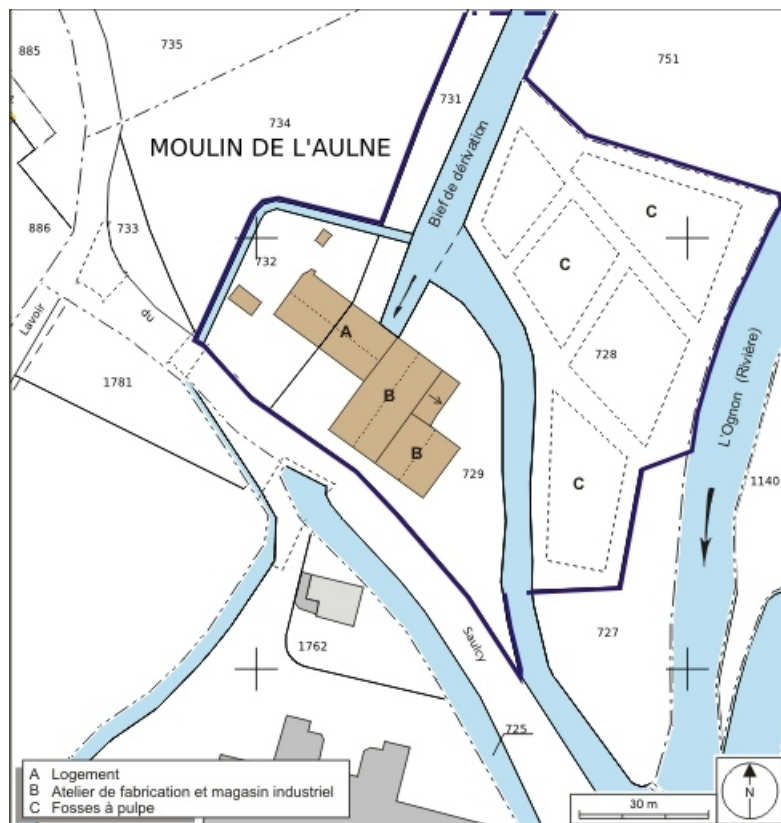 735
885
751
731
734
MOULIN DE L'AULNE
Bief de dérivation
C
886
733
732
C
du
Lavoir
A
728
1781
B
L'Ognon (Rivière)
B
729
C
1140
Saulcy
727
1762
725
A Logement
B Atelier de fabrication et magasin industriel
C Fosses à pulpe
30 m
N